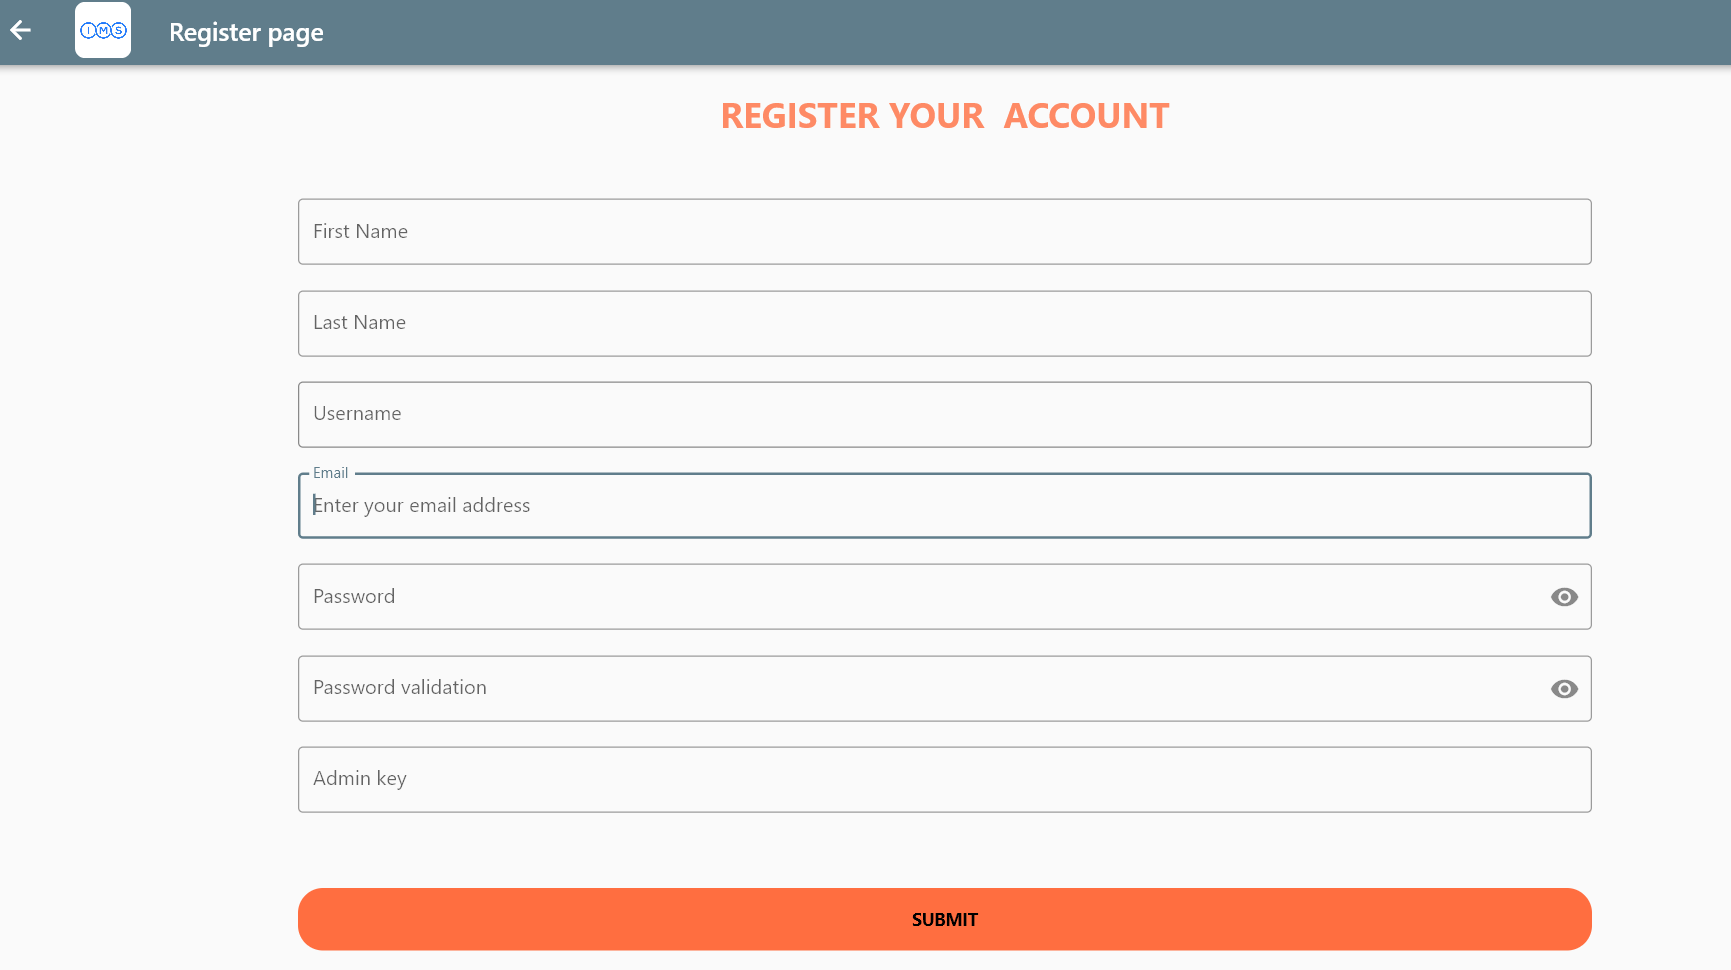 IMS
Register page
REGISTER YOUR  ACCOUNT
First Name
Last Name
Username
Email
Enter your email address
Password
Password validation
Admin key
SUBMIT